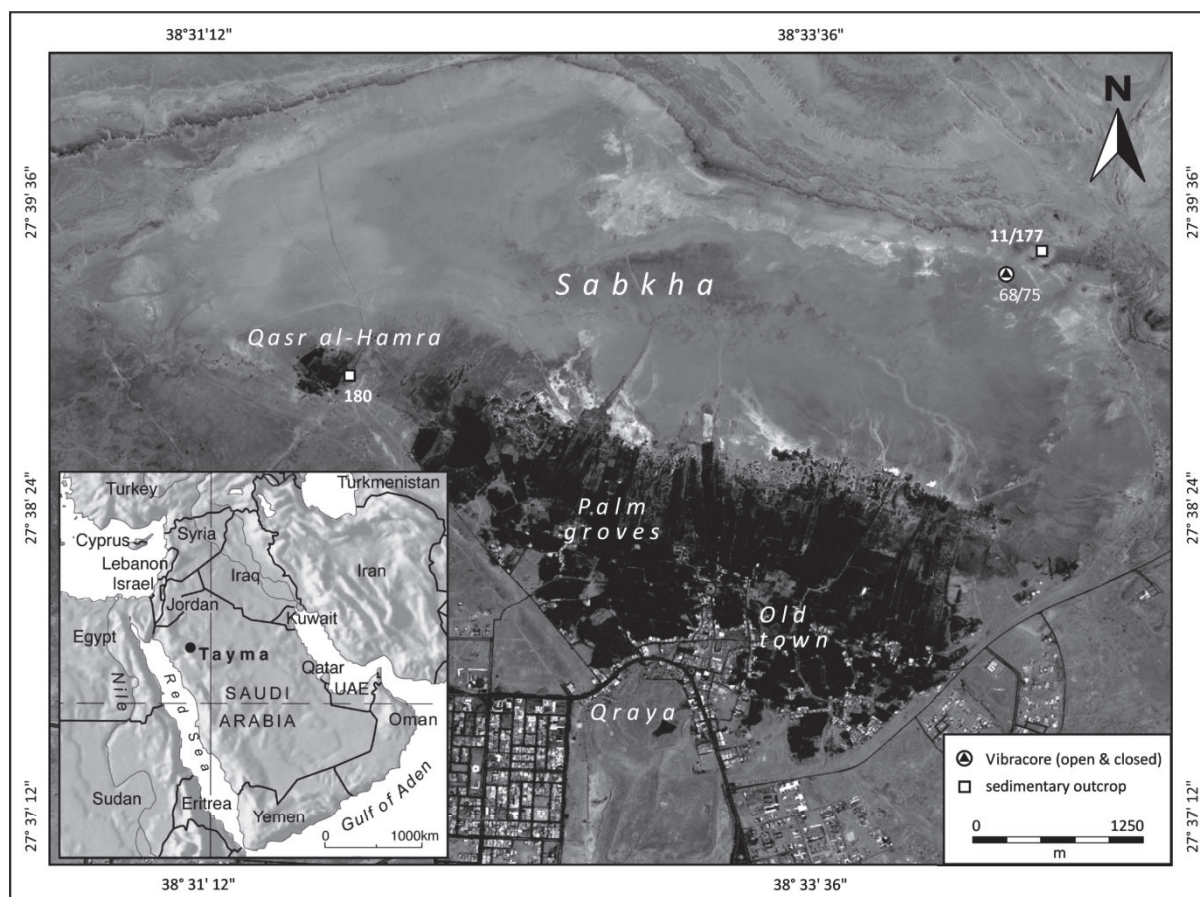 38°31'12"
38°33'36"
N
27° 39' 36"
27° 39' 36"
11/177
68/75
Sabkha
Qasr al-Hamra
180
27° 38' 24"
27° 38' 24"
Palm
groves
Old
town
Qraya
Turkey
Turkmenistan
Cyprus
Syria
Lebanon
Israel
Iraq
Iran
Jordan
Kuwait
Egypt
Tayma
Qatar
UAE
Nile
Red Sea
SAUDI
ARABIA
Oman
Sudan
Eritrea
Yemen
Gulf of Aden
0
1000km
Vibracore (open & closed)
sedimentary outcrop
0
1250
m
27° 37' 12"
27° 37' 12"
38° 31' 12"
38° 33' 36"